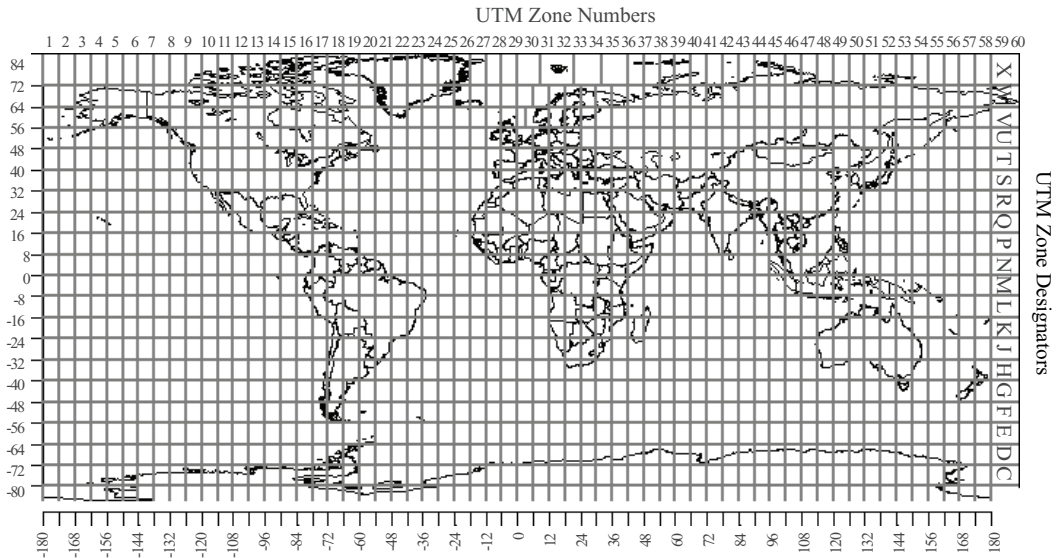 UTM Zone Numbers
1 2 3 4 5 6 7 8 9 10 11 12 13 14 15 16 17 18 19 20 21 22 23 24 25 26 27 28 29 30 31 32 33 34 35 36 37 38 39 40 41 42 43 44 45 46 47 48 49 50 51 52 53 54 55 56 57 58 59 60
84
72
64
56
48
40
32
24
16
8
0
-8
-16
-24
-32
-40
-48
-56
-64
-72
-80
X
W
V
U
T
S
R
Q
P
N
M
L
K
J
H
G
F
E
D
C
UTM Zone Designators
-180 -168 -156 -144 -132 -120 -108 -96 -84 -72 -60 -48 -36 -24 -12 0 12 24 36 48 60 72 84 96 108 120 132 144 156 168 180